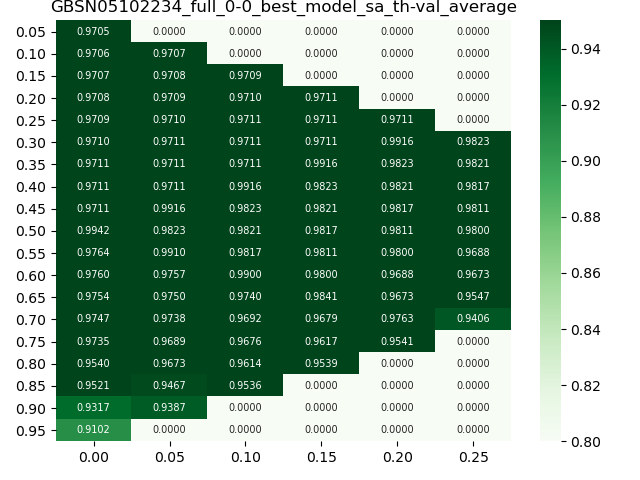 GBSN05102234_full_0-0_best_model_sa_th-val_average
0.05 0.9705 0.0000 0.0000 0.0000 0.0000 0.0000
0.10 0.9706 0.9707 0.0000 0.0000 0.0000 0.0000
0.15 0.9707 0.9708 0.9709 0.0000 0.0000 0.0000
0.20 0.9708 0.9709 0.9710 0.9711 0.0000 0.0000
0.25 0.9709 0.9710 0.9711 0.9711 0.9711 0.0000
0.30 0.9710 0.9711 0.9711 0.9711 0.9916 0.9823
0.35 0.9711 0.9711 0.9711 0.9916 0.9823 0.9821
0.40 0.9711 0.9711 0.9916 0.9823 0.9821 0.9817
0.45 0.9711 0.9916 0.9823 0.9821 0.9817 0.9811
0.50 0.9942 0.9823 0.9821 0.9817 0.9811 0.9800
0.55 0.9764 0.9910 0.9817 0.9811 0.9800 0.9688
0.60 0.9760 0.9757 0.9900 0.9800 0.9688 0.9673
0.65 0.9754 0.9750 0.9740 0.9841 0.9673 0.9547
0.70 0.9747 0.9738 0.9692 0.9679 0.9763 0.9406
0.75 0.9735 0.9689 0.9676 0.9617 0.9541 0.0000
0.80 0.9540 0.9673 0.9614 0.9539 0.0000 0.0000
0.85 0.9521 0.9467 0.9536 0.0000 0.0000 0.0000
0.90 0.9317 0.9387 0.0000 0.0000 0.0000 0.0000
0.95 0.9102 0.0000 0.0000 0.0000 0.0000 0.0000
0.00 0.05 0.10 0.15 0.20 0.25
0.94
0.92
0.90
0.88
0.86
0.84
0.82
0.80